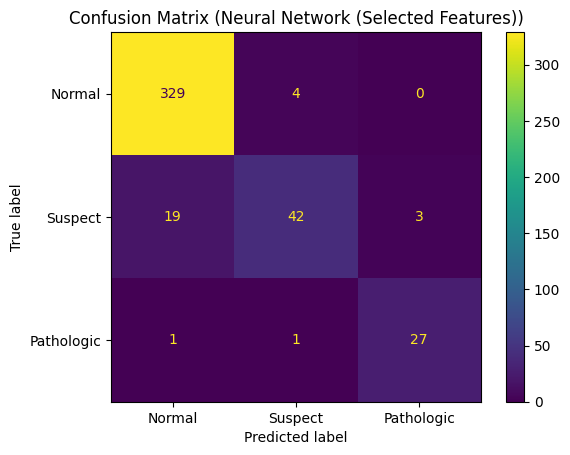 Confusion Matrix (Neural Network (Selected Features))
True label
Normal
Suspect
Pathologic
329 4 0
19 42 3
1 1 27
Normal Suspect Pathologic
Predicted label
300
250
200
150
100
50
0